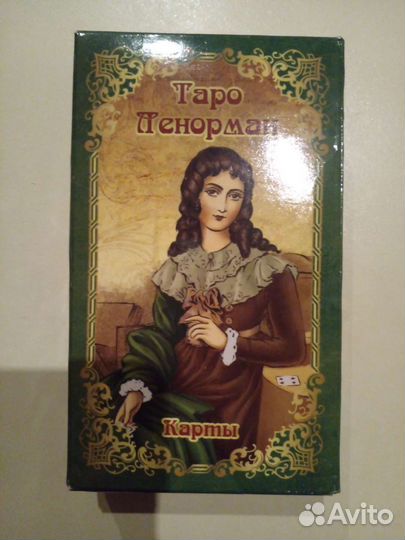 Таро
Ленорман
Карты
Avito